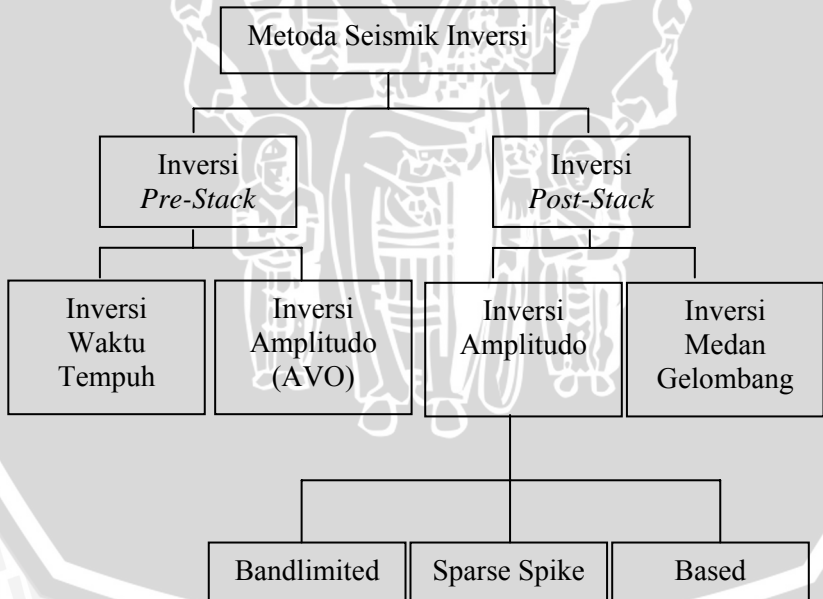 Metoda Seismik Inversi
Inversi
Pre-Stack
Inversi
Post-Stack
Inversi
Waktu
Tempuh
Inversi
Amplitudo
(AVO)
Inversi
Amplitudo
Inversi
Medan
Gelombang
Bandlimited
Sparse Spike
Based